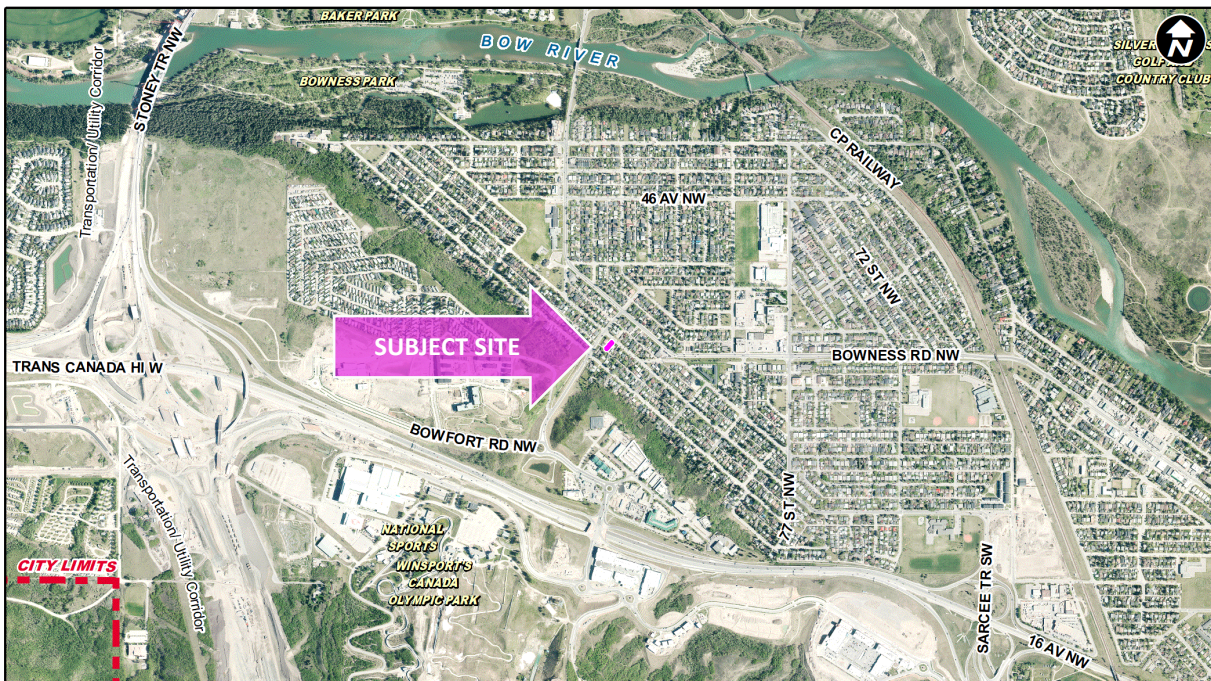 BAKER PARK
BOW RIVER
N
GOLF
COUNTRY CLUB
STONEY TR NW
Transportation/ Utility Corridor
BOWNESS PARK
CP RAILWAY
46 AV NW
72 ST NW
SUBJECT SITE
BOWNESS RD NW
TRANS CANADA HI W
BOWFORT RD NW
77 ST NW
Transportation/ Utility Corridor
NATIONAL
SPORTS
WINSPORT'S
CANADA
OLYMPIC PARK
CITY LIMITS
SARCEE TR SW
16 AV NW